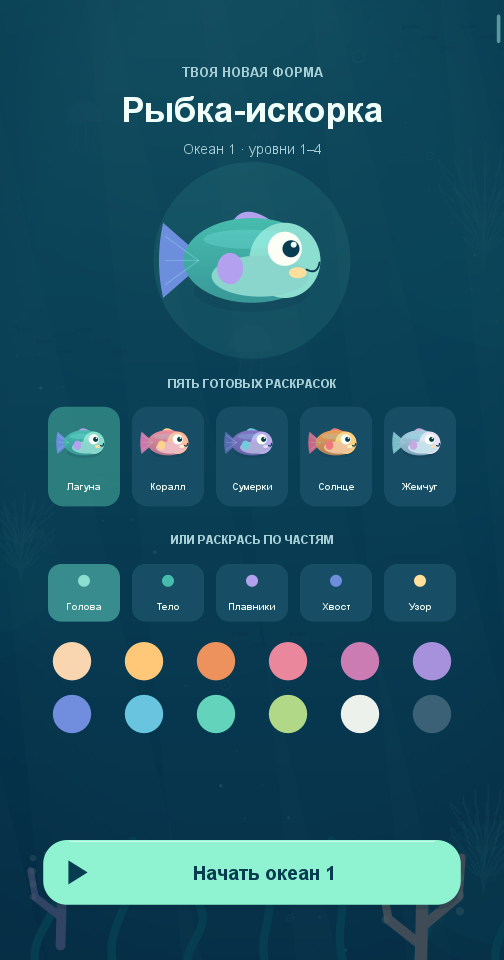 ТВОЯ НОВАЯ ФОРМА
Рыбка-искорка
Океан 1 · уровни 1–4
ПЯТЬ ГОТОВЫХ РАСКРАСОК
Лагуна
Коралл
Сумерки
Солнце
Жемчуг
ИЛИ РАСКРАСЬ ПО ЧАСТЯМ
Голова
Тело
Плавники
Хвост
Узор
Начать океан 1